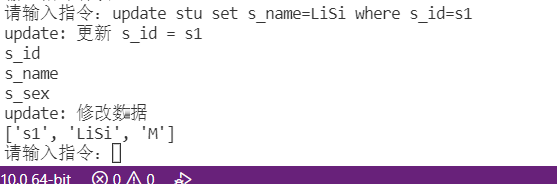 请输入指令：update stu set s_name=LiSi where s_id=s1
update: 更新 s_id = s1
s_id
s_name
s_sex
update: 修改数据
['s1', 'LiSi', 'M']
请输入指令：
10.0 64-bit 0 0